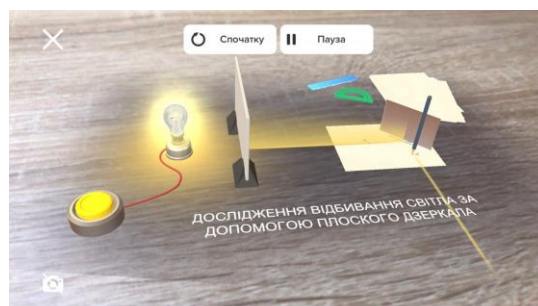 Спочатку
Пауза
ДОСЛІДЖЕННЯ ВІДБИВАННЯ СВІТЛА ЗА
ДОПОМОГОЮ ПЛОСКОГО ДЗЕРКАЛА